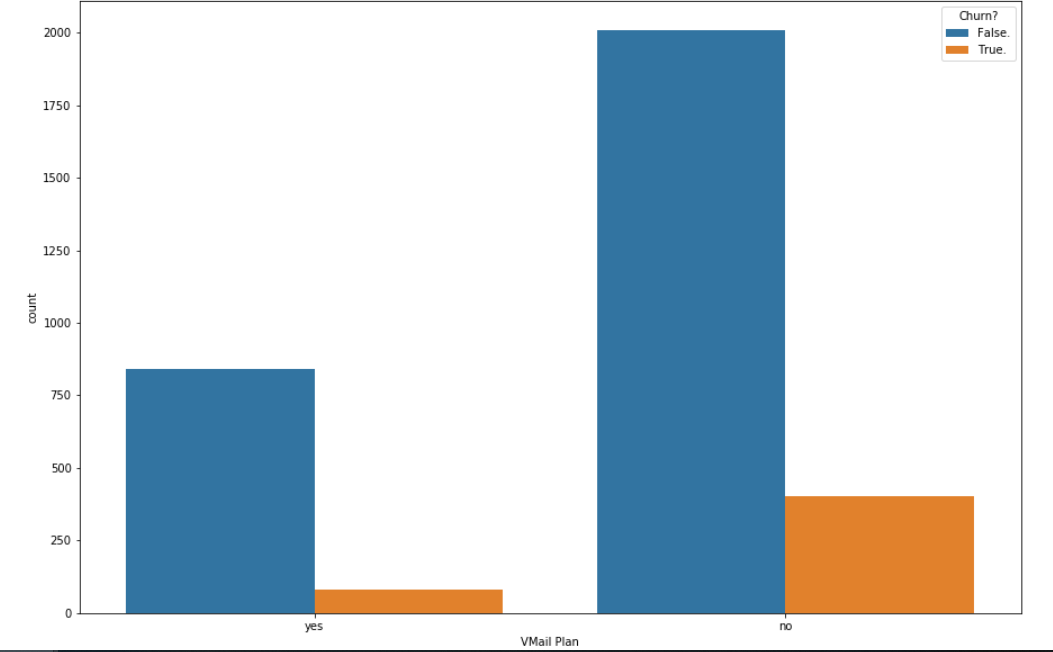 Churn?
False.
True.
2000
1750
1500
1250
1000
750
500
250
0
count
yes
no
VMail Plan